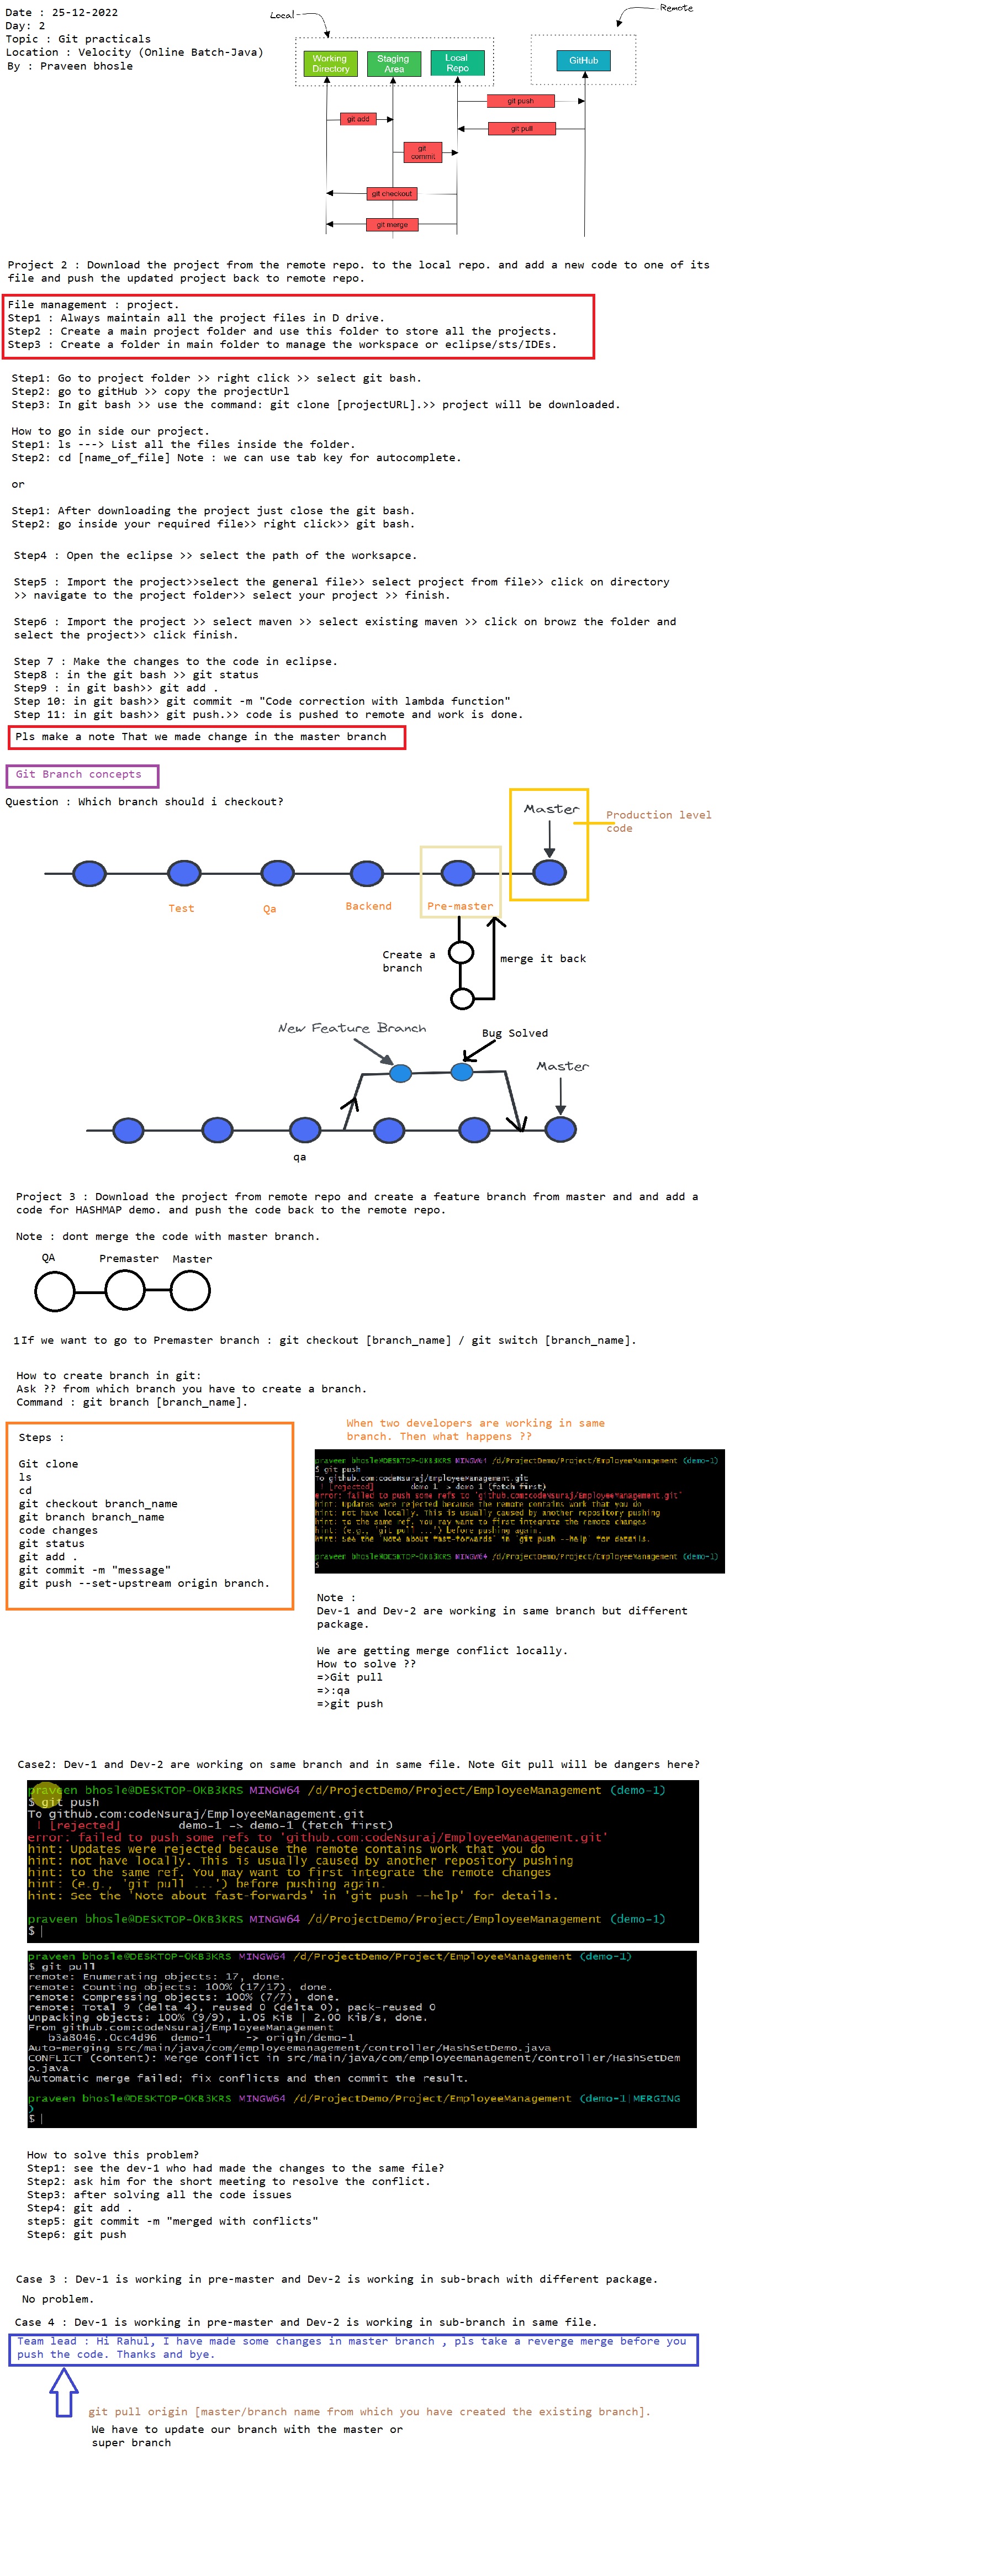 Date : 25-12-2022
Day: 2
Topic : Git practicals
Location : Velocity (Online Batch-Java)
By : Praveen bhosle
Local
Remote
Working
Directory
Staging
Area
Local
Repo
GitHub
git push
git add
git pull
git
commit
git checkout
git merge
Project 2 : Download the project from the remote repo. to the local repo. and add a new code to one of its
file and push the updated project back to remote repo.
File management : project.
Step1 : Always maintain all the project files in D drive.
Step2 : Create a main project folder and use this folder to store all the projects.
Step3 : Create a folder in main folder to manage the workspace or eclipse/sts/IDEs.
Step1: Go to project folder >> right click >> select git bash.
Step2: go to gitHub >> copy the projectUrl
Step3: In git bash >> use the command: git clone [projectURL].>> project will be downloaded.
How to go in side our project.
Step1: ls ---> List all the files inside the folder.
Step2: cd [name_of_file] Note : we can use tab key for autocomplete.
or
Step1: After downloading the project just close the git bash.
Step2: go inside your required file>> right click>> git bash.
Step4 : Open the eclipse >> select the path of the worksapce.
Step5 : Import the project>>select the general file>> select project from file>> click on directory
>> navigate to the project folder>> select your project >> finish.
Step6 : Import the project >> select maven >> select existing maven >> click on browz the folder and
select the project>> click finish.
Step 7 : Make the changes to the code in eclipse.
Step8 : in the git bash >> git status
Step9 : in git bash>> git add .
Step 10: in git bash>> git commit -m "Code correction with lambda function"
Step 11: in git bash>> git push.>> code is pushed to remote and work is done.
Pls make a note That we made change in the master branch
Git Branch concepts
Question : Which branch should i checkout?
Master
Production level
code
Test
Qa
Backend
Pre-master
Create a
branch
merge it back
New Feature Branch
Bug Solved
Master
qa
Project 3 : Download the project from remote repo and create a feature branch from master and and add a
code for HASHMAP demo. and push the code back to the remote repo.
Note : dont merge the code with master branch.
QA
Premaster
Master
1If we want to go to Premaster branch : git checkout [branch_name] / git switch [branch_name].
How to create branch in git:
Ask ?? from which branch you have to create a branch.
Command : git branch [branch_name].
Steps :
Git clone
ls
cd
git checkout branch_name
git branch branch_name
code changes
git status
git add .
git commit -m "message"
git push --set-upstream origin branch.
When two developers are working in same
branch. Then what happens ??
praveen bhosle@DESKTOP-OKB3KRS MINGW64 /d/ProjectDemo/Project/EmployeeManagement (demo-1)
$ git push
To github.com:codeNsuraj/EmployeeManagement.git
! [rejected] demo-1 -> demo-1 (fetch first)
error: failed to push some refs to 'github.com:codeNsuraj/EmployeeManagement.git'
hint: Updates were rejected because the remote contains work that you do
hint: not have locally. This is usually caused by another repository pushing
hint: to the same ref. You may want to first integrate the remote changes
hint: (e.g., 'git pull ...') before pushing again.
hint: See the 'Note about fast-forwards' in 'git push --help' for details.
praveen bhosle@DESKTOP-OKB3KRS MINGW64 /d/ProjectDemo/Project/EmployeeManagement (demo-1)
$
Note :
Dev-1 and Dev-2 are working in same branch but different
package.
We are getting merge conflict locally.
How to solve ??
=>Git pull
=>:qa
=>git push
Case2: Dev-1 and Dev-2 are working on same branch and in same file. Note Git pull will be dangers here?
praveen bhosle@DESKTOP-OKB3KRS MINGW64 /d/ProjectDemo/Project/EmployeeManagement (demo-1)
$ git push
To github.com:codeNsuraj/EmployeeManagement.git
! [rejected] demo-1 -> demo-1 (fetch first)
error: failed to push some refs to 'github.com:codeNsuraj/EmployeeManagement.git'
hint: Updates were rejected because the remote contains work that you do
hint: not have locally. This is usually caused by another repository pushing
hint: to the same ref. You may want to first integrate the remote changes
hint: (e.g., 'git pull ...') before pushing again.
hint: See the 'Note about fast-forwards' in 'git push --help' for details.
praveen bhosle@DESKTOP-OKB3KRS MINGW64 /d/ProjectDemo/Project/EmployeeManagement (demo-1)
$
praveen bhosle@DESKTOP-OKB3KRS MINGW64 /d/ProjectDemo/Project/EmployeeManagement (demo-1)
$ git pull
remote: Enumerating objects: 17, done.
remote: Counting objects: 100% (17/17), done.
remote: Compressing objects: 100% (7/7), done.
remote: Total 9 (delta 4), reused 0 (delta 0), pack-reused 0
Unpacking objects: 100% (9/9), 1.05 KiB | 2.00 KiB/s, done.
From github.com:codeNsuraj/EmployeeManagement
b3a8046..0cc4d96 demo-1 -> origin/demo-1
Auto-merging src/main/java/com/employeemanagement/controller/HashSetDemo.java
CONFLICT (content): Merge conflict in src/main/java/com/employeemanagement/controller/HashSetDem
o.java
Automatic merge failed; fix conflicts and then commit the result.
praveen bhosle@DESKTOP-OKB3KRS MINGW64 /d/ProjectDemo/Project/EmployeeManagement (demo-1|MERGING
)
$
How to solve this problem?
Step1: see the dev-1 who had made the changes to the same file?
Step2: ask him for the short meeting to resolve the conflict.
Step3: after solving all the code issues
Step4: git add .
step5: git commit -m "merged with conflicts"
Step6: git push
Case 3 : Dev-1 is working in pre-master and Dev-2 is working in sub-brach with different package.
No problem.
Case 4 : Dev-1 is working in pre-master and Dev-2 is working in sub-branch in same file.
Team lead : Hi Rahul, I have made some changes in master branch , pls take a reverge merge before you
push the code. Thanks and bye.
git pull origin [master/branch name from which you have created the existing branch].
We have to update our branch with the master or
super branch